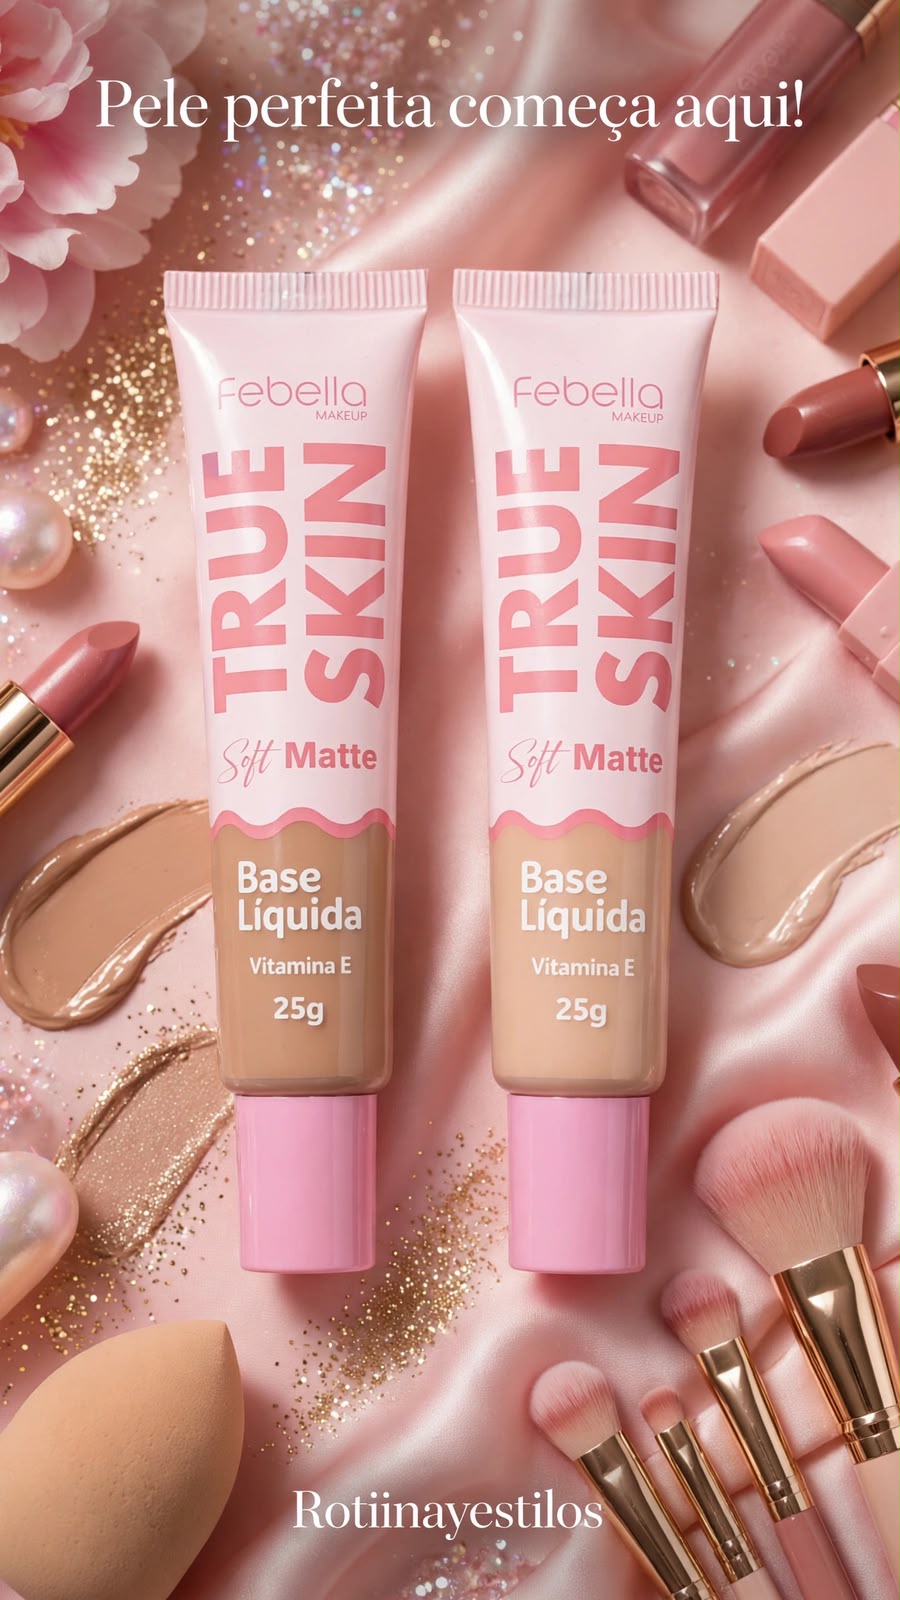 Pele perfeita começa aqui!
Febella
MAKEUP
TRUE
SKIN
Soft Matte
Base
Líquida
Vitamina E
25g
Febella
MAKEUP
TRUE
SKIN
Soft Matte
Base
Líquida
Vitamina E
25g
Rotiinayestilos